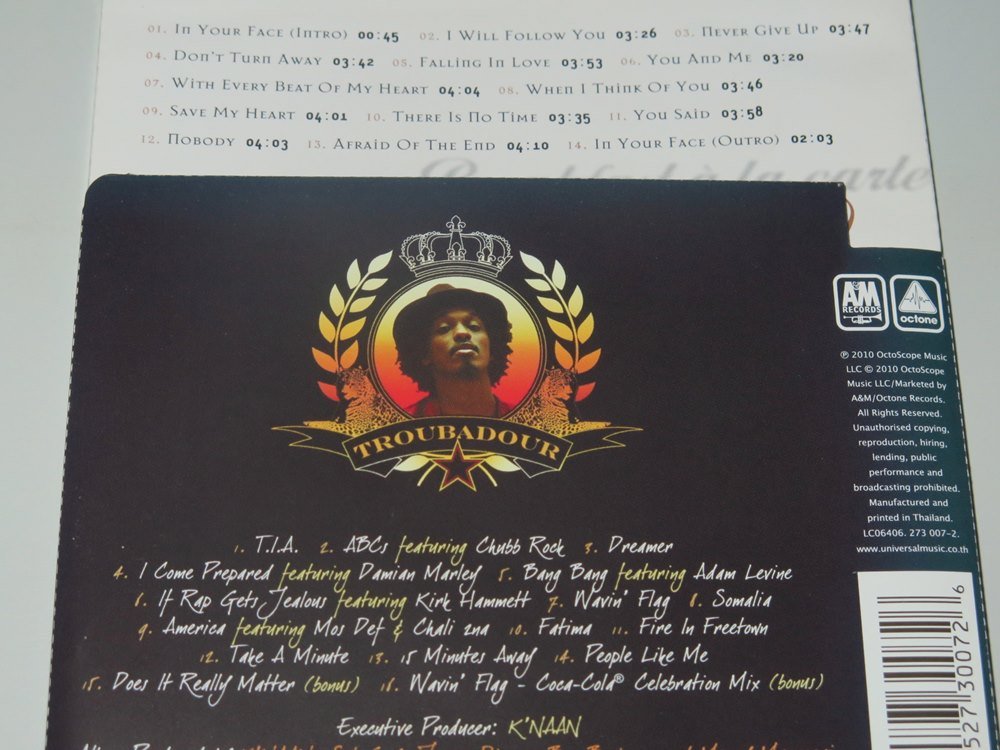 01. In Your Face (Intro) 00:45 02. I Will Follow You 03:26 03. Never Give Up 03:47
04. Don't Turn Away 03:42 05. Falling In Love 03:53 06. You And Me 03:20
07. With Every Beat Of My Heart 04:04 08. When I Think Of You 03:46
09. Save My Heart 04:01 10. There Is No Time 03:35 11. You Said 03:58
12. Nobody 04:03 13. Afraid Of The End 04:10 14. In Your Face (Outro) 02:03
à la carte
TROUBADOUR
1. T.I.A. 2. ABCs featuring Chubb Rock 3. Dreamer
4. I Come Prepared featuring Damian Marley 5. Bang Bang featuring Adam Levine
6. If Rap Gets Jealous featuring Kirk Hammett 7. Wavin' Flag 8. Somalia
9. America featuring Mos Def & Chali 2na 10. Fatima 11. Fire In Freetown
12. Take A Minute 13. 15 Minutes Away 14. People Like Me
15. Does It Really Matter (bonus) 16. Wavin' Flag - Coca-Cola® Celebration Mix (bonus)
Executive Producer: K'NAAN
A&M
RECORDS
octone
℗ 2010 OctoScope Music
LLC © 2010 OctoScope
Music LLC/Marketed by
A&M/Octone Records.
All Rights Reserved.
Unauthorised copying,
reproduction, hiring,
lending, public
performance and
broadcasting prohibited.
Manufactured and
printed in Thailand.
LC06406. 273 007-2.
www.universalmusic.co.th
52730072 6